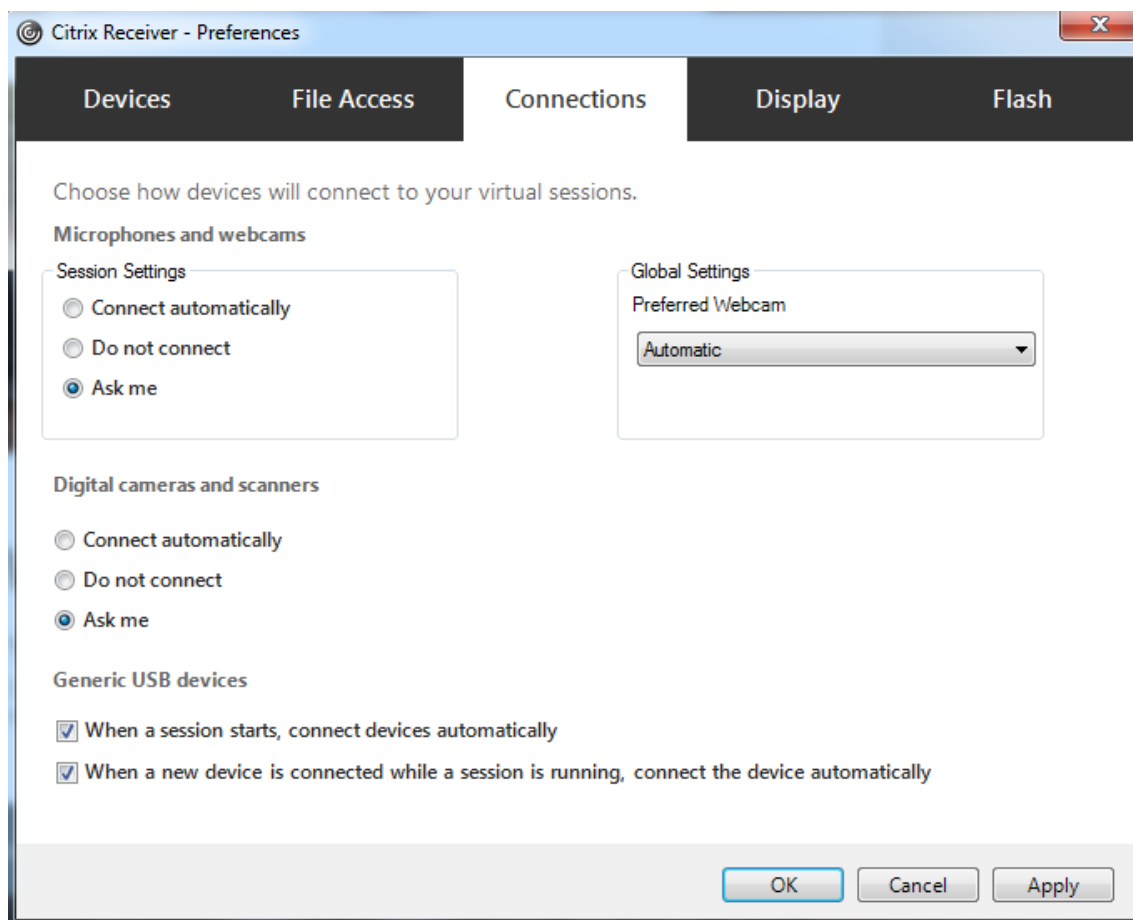 Citrix Receiver - Preferences
Devices File Access Connections Display Flash
Choose how devices will connect to your virtual sessions.
Microphones and webcams
Session Settings
Connect automatically
Do not connect
Ask me
Global Settings
Preferred Webcam
Automatic
Digital cameras and scanners
Connect automatically
Do not connect
Ask me
Generic USB devices
When a session starts, connect devices automatically
When a new device is connected while a session is running, connect the device automatically
OK Cancel Apply